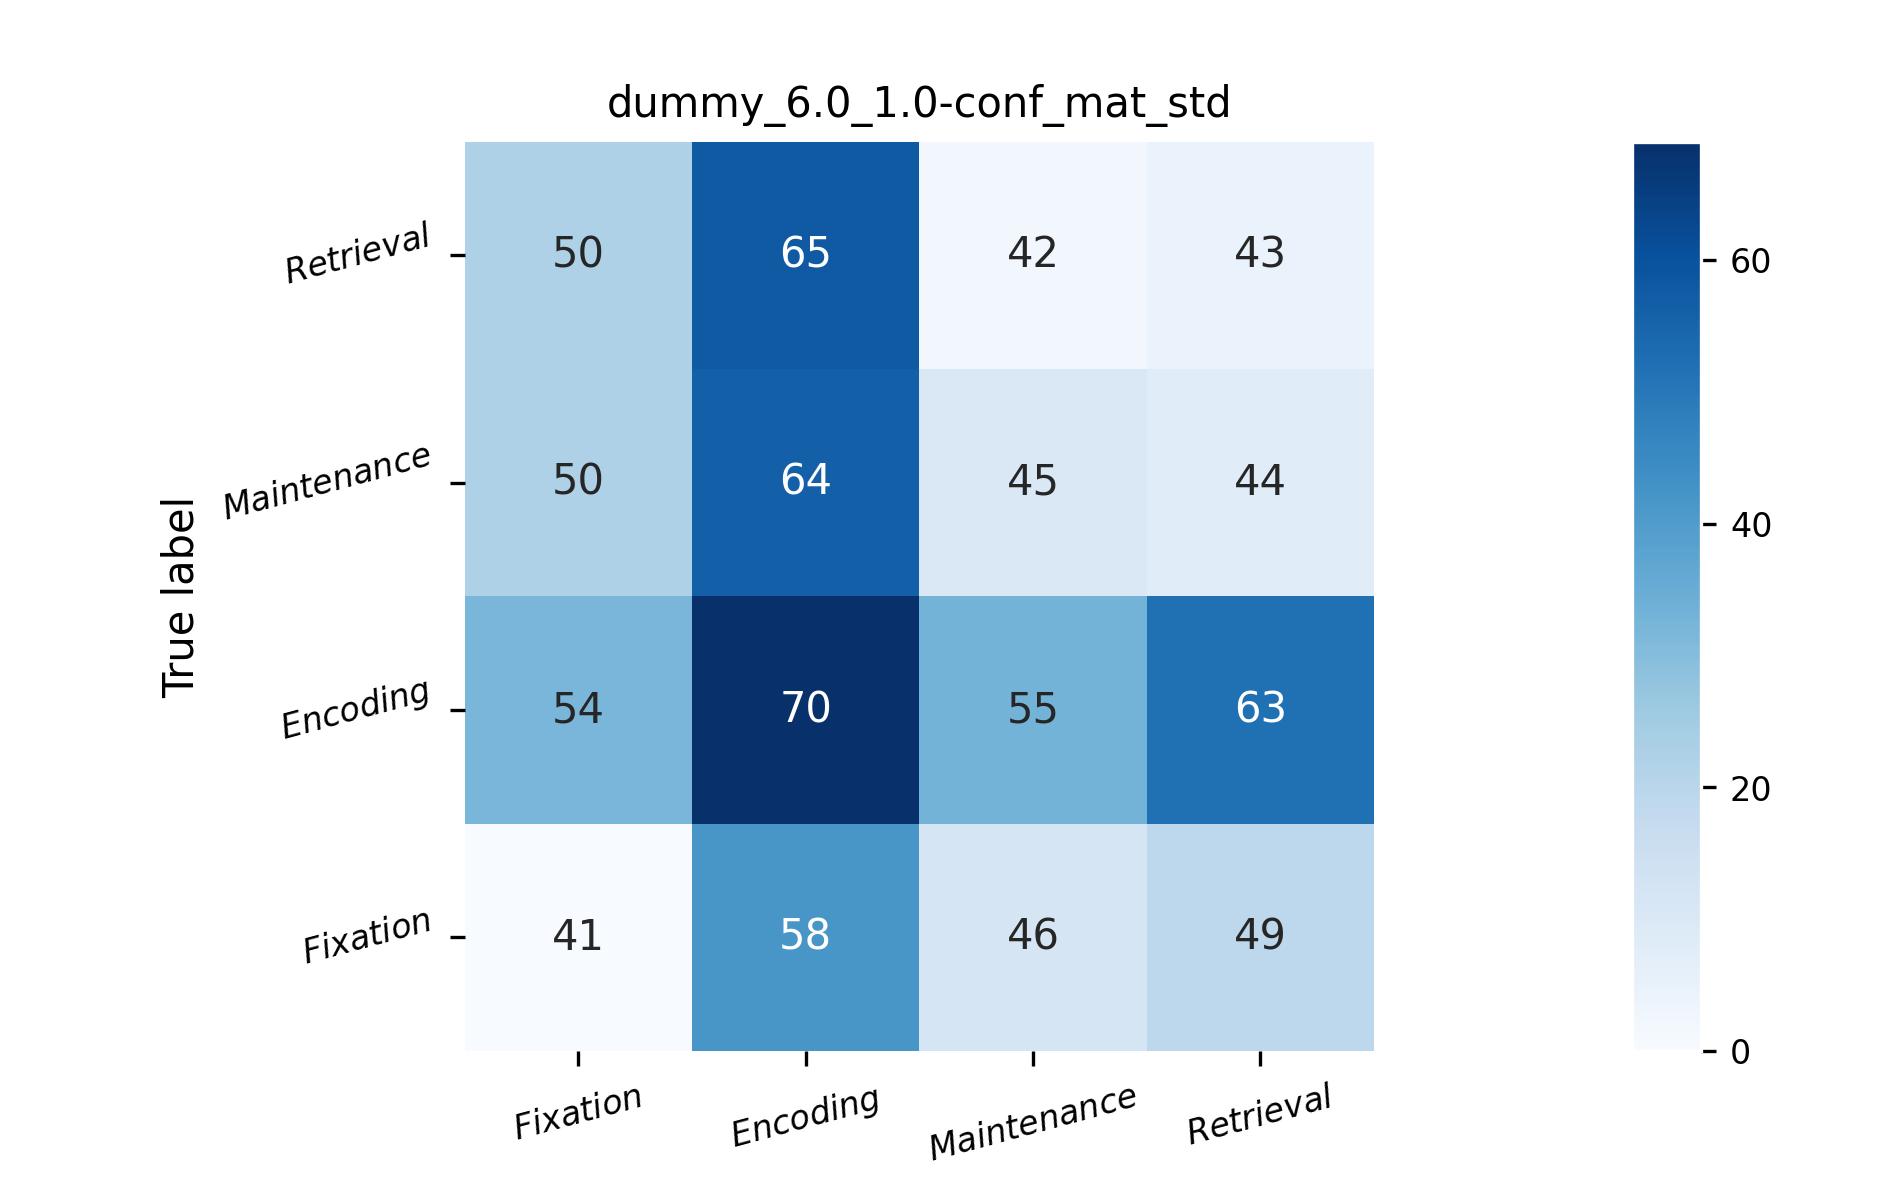 dummy_6.0_1.0-conf_mat_std
True label
Retrieval
50 65 42 43
Maintenance
50 64 45 44
Encoding
54 70 55 63
Fixation
41 58 46 49
Fixation Encoding Maintenance Retrieval
60
40
20
0